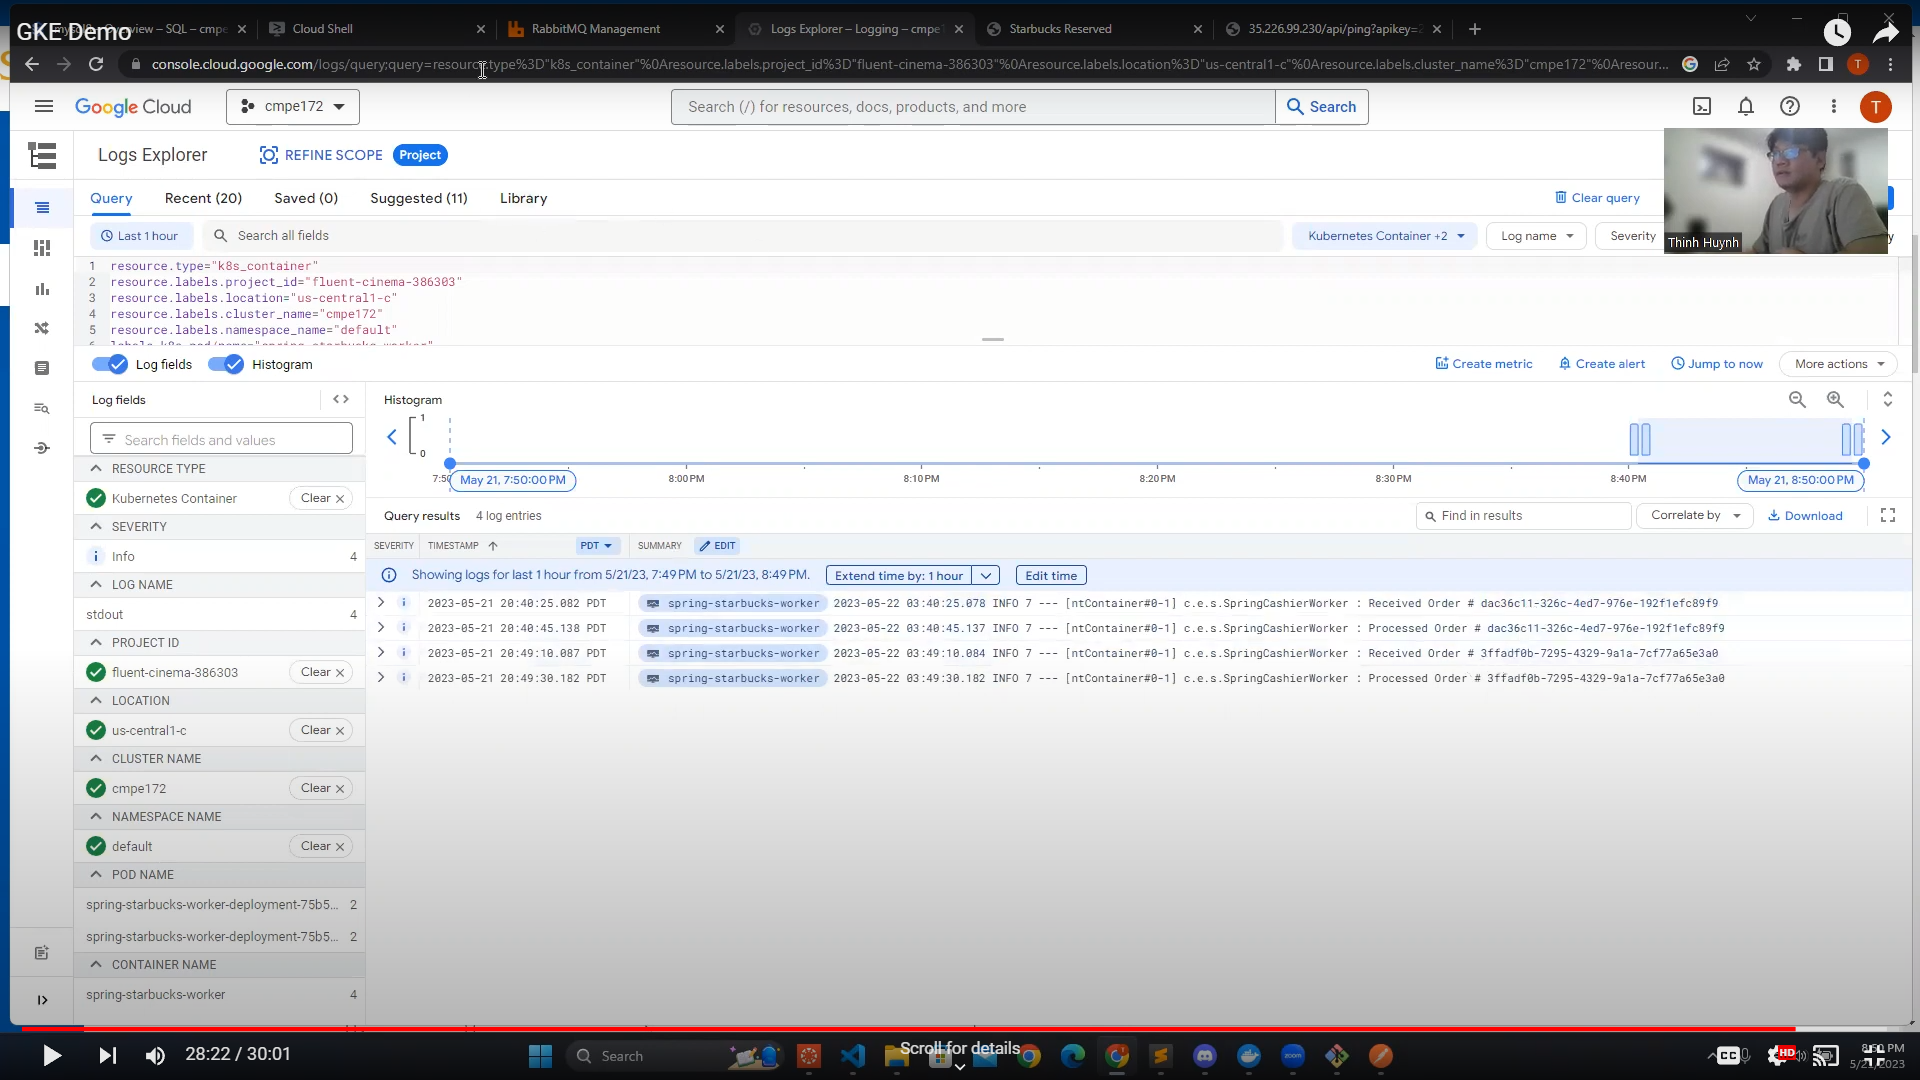 GKE Demo
Overview – SQL – cmpe
Cloud Shell
RabbitMQ Management
Logs Explorer – Logging – cmpe
Starbucks Reserved
35.226.99.230/api/ping?apikey=2
console.cloud.google.com/logs/query;query=resource.type%3D"k8s_container"%0Aresource.labels.project_id%3D"fluent-cinema-386303"%0Aresource.labels.location%3D"us-central1-c"%0Aresource.labels.cluster_name%3D"cmpe172"%0Aresour...
T
Google Cloud
cmpe172
Search (/) for resources, docs, products, and more
Search
T
Logs Explorer
REFINE SCOPE
Project
Query
Recent (20)
Saved (0)
Suggested (11)
Library
Clear query
Last 1 hour
Search all fields
Kubernetes Container +2
Log name
Severity
Thinh Huynh
1 resource.type="k8s_container"
2 resource.labels.project_id="fluent-cinema-386303"
3 resource.labels.location="us-central1-c"
4 resource.labels.cluster_name="cmpe172"
5 resource.labels.namespace_name="default"
Log fields
Histogram
Create metric
Create alert
Jump to now
More actions
Log fields
Search fields and values
RESOURCE TYPE
Kubernetes Container Clear
SEVERITY
Info 4
LOG NAME
stdout 4
PROJECT ID
fluent-cinema-386303 Clear
LOCATION
us-central1-c Clear
CLUSTER NAME
cmpe172 Clear
NAMESPACE NAME
default Clear
POD NAME
spring-starbucks-worker-deployment-75b5... 2
spring-starbucks-worker-deployment-75b5... 2
CONTAINER NAME
spring-starbucks-worker 4
Histogram
1
0
7:50
May 21, 7:50:00 PM
8:00 PM
8:10 PM
8:20 PM
8:30 PM
8:40 PM
May 21, 8:50:00 PM
Query results 4 log entries
Find in results
Correlate by
Download
SEVERITY TIMESTAMP PDT SUMMARY EDIT
Showing logs for last 1 hour from 5/21/23, 7:49 PM to 5/21/23, 8:49 PM. Extend time by: 1 hour Edit time
2023-05-21 20:40:25.082 PDT spring-starbucks-worker 2023-05-22 03:40:25.078 INFO 7 --- [ntContainer#0-1] c.e.s.SpringCashierWorker : Received Order # dac36c11-326c-4ed7-976e-192f1efc89f9
2023-05-21 20:40:45.138 PDT spring-starbucks-worker 2023-05-22 03:40:45.137 INFO 7 --- [ntContainer#0-1] c.e.s.SpringCashierWorker : Processed Order # dac36c11-326c-4ed7-976e-192f1efc89f9
2023-05-21 20:49:10.087 PDT spring-starbucks-worker 2023-05-22 03:49:10.084 INFO 7 --- [ntContainer#0-1] c.e.s.SpringCashierWorker : Received Order # 3ffadf0b-7295-4329-9a1a-7cf77a65e3a0
2023-05-21 20:49:30.182 PDT spring-starbucks-worker 2023-05-22 03:49:30.182 INFO 7 --- [ntContainer#0-1] c.e.s.SpringCashierWorker : Processed Order # 3ffadf0b-7295-4329-9a1a-7cf77a65e3a0
28:22 / 30:01
Search
Scroll for details
zoom
CC
HD
8:50 PM
5/21/2023